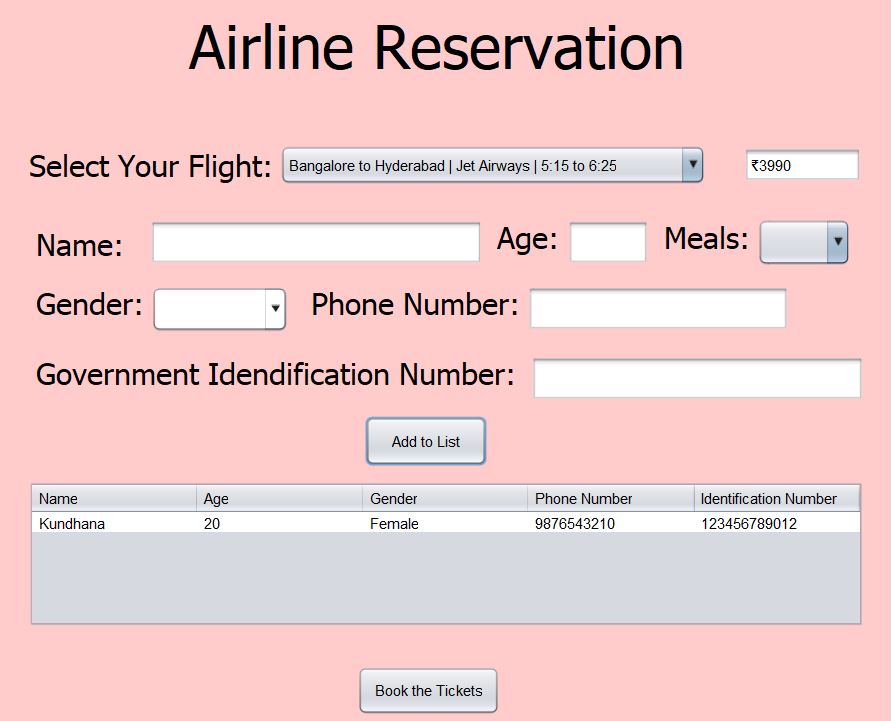 Airline Reservation
Select Your Flight: Bangalore to Hyderabad | Jet Airways | 5:15 to 6:25 ₹3990
Name: Age: Meals:
Gender: Phone Number:
Government Idendification Number:
Add to List
Name Age Gender Phone Number Identification Number
Kundhana 20 Female 9876543210 123456789012
Book the Tickets